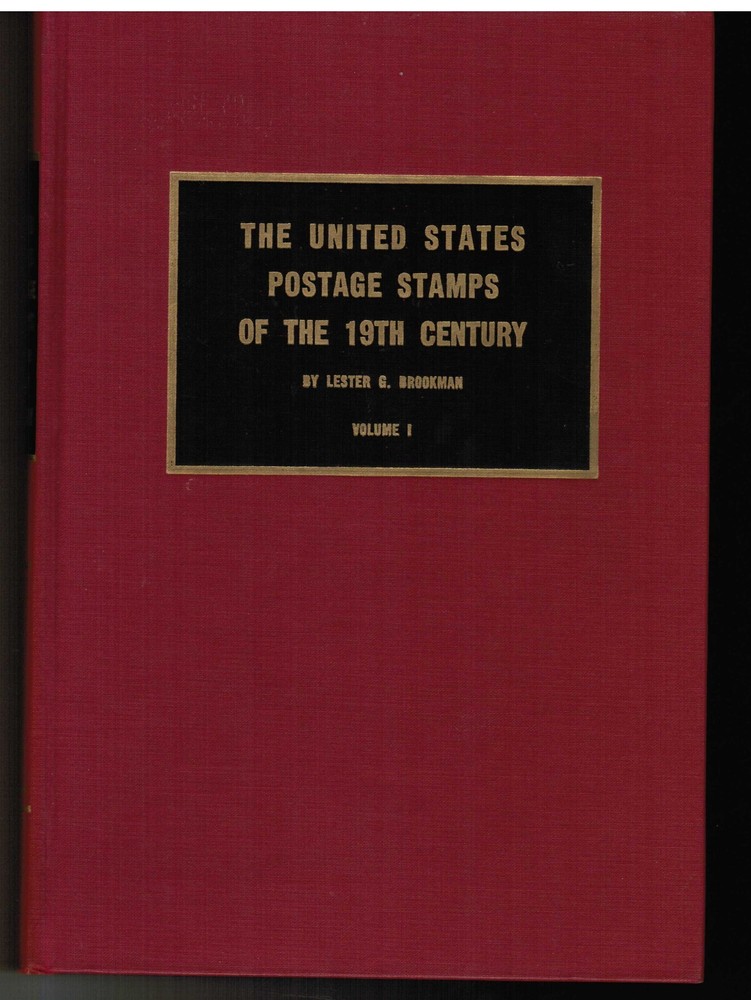 THE UNITED STATES
POSTAGE STAMPS
OF THE 19TH CENTURY
BY LESTER G. BROOKMAN
VOLUME I